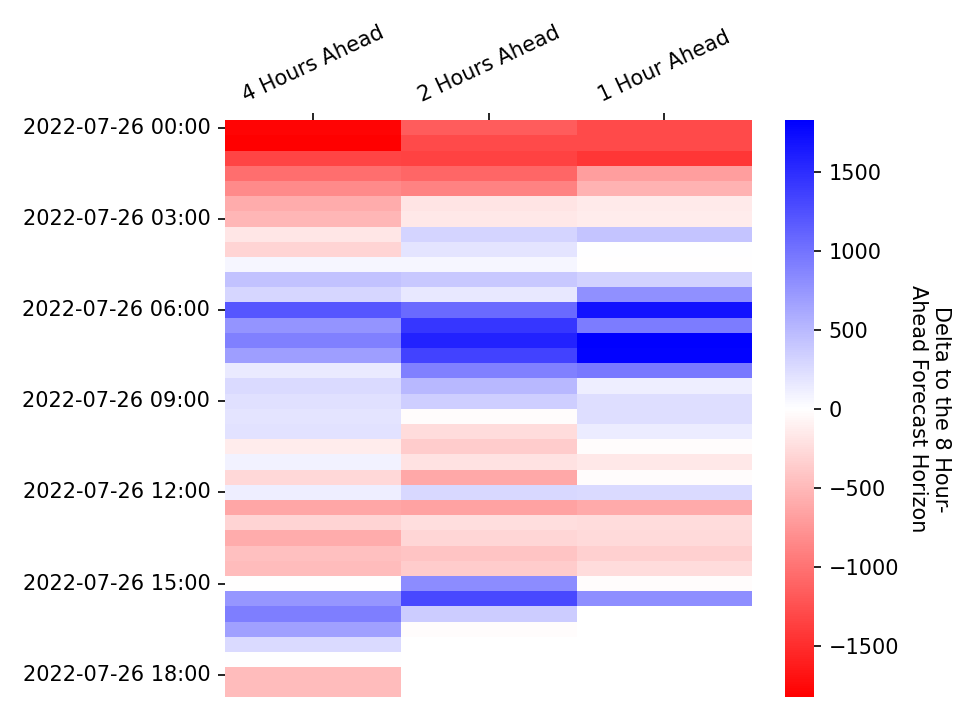 4 Hours Ahead
2 Hours Ahead
1 Hour Ahead
2022-07-26 00:00
2022-07-26 03:00
2022-07-26 06:00
2022-07-26 09:00
2022-07-26 12:00
2022-07-26 15:00
2022-07-26 18:00
1500
1000
500
0
−500
−1000
−1500
Delta to the 8 Hour-
Ahead Forecast Horizon